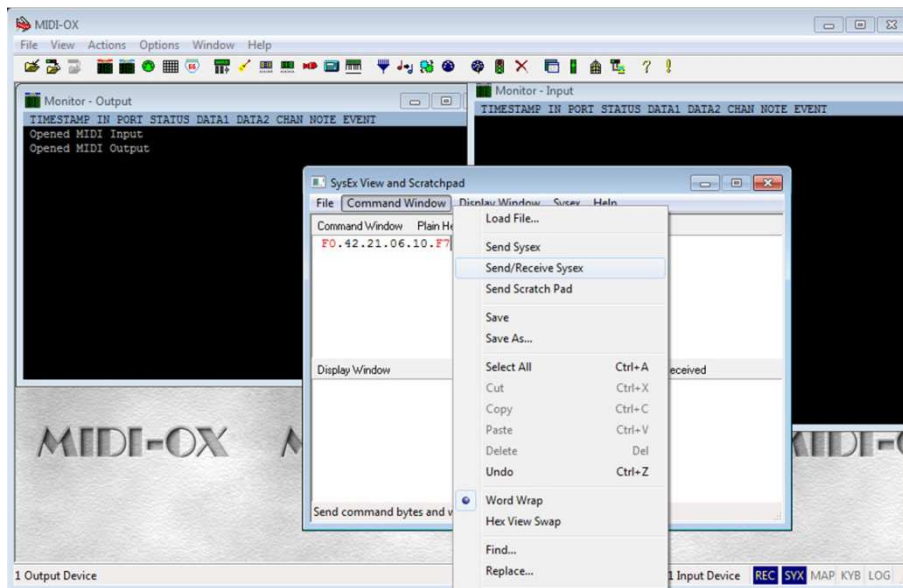 MIDI-OX
File View Actions Options Window Help
Monitor - Output
TIMESTAMP IN PORT STATUS DATA1 DATA2 CHAN NOTE EVENT
Opened MIDI Input
Opened MIDI Output
Monitor - Input
TIMESTAMP IN PORT STATUS DATA1 DATA2 CHAN NOTE EVENT
SysEx View and Scratchpad
File Command Window Display Window Sysex Help
Command Window Plain He
F0.42.21.06.10.F7
Load File...
Send Sysex
Send/Receive Sysex
Send Scratch Pad
Save
Save As...
Select All Ctrl+A
Cut Ctrl+X
Copy Ctrl+C
Paste Ctrl+V
Delete Del
Undo Ctrl+Z
Word Wrap
Hex View Swap
Find...
Replace...
Display Window
eceived
Send command bytes and
MIDI-OX
1 Output Device
1 Input Device REC SYX MAP KYB LOG